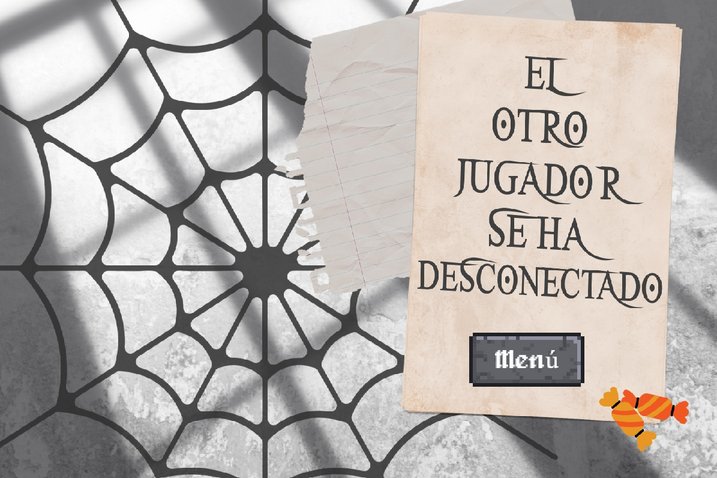 EL
OTRO
JUGADOR
SE HA
DESCONECTADO
Menú